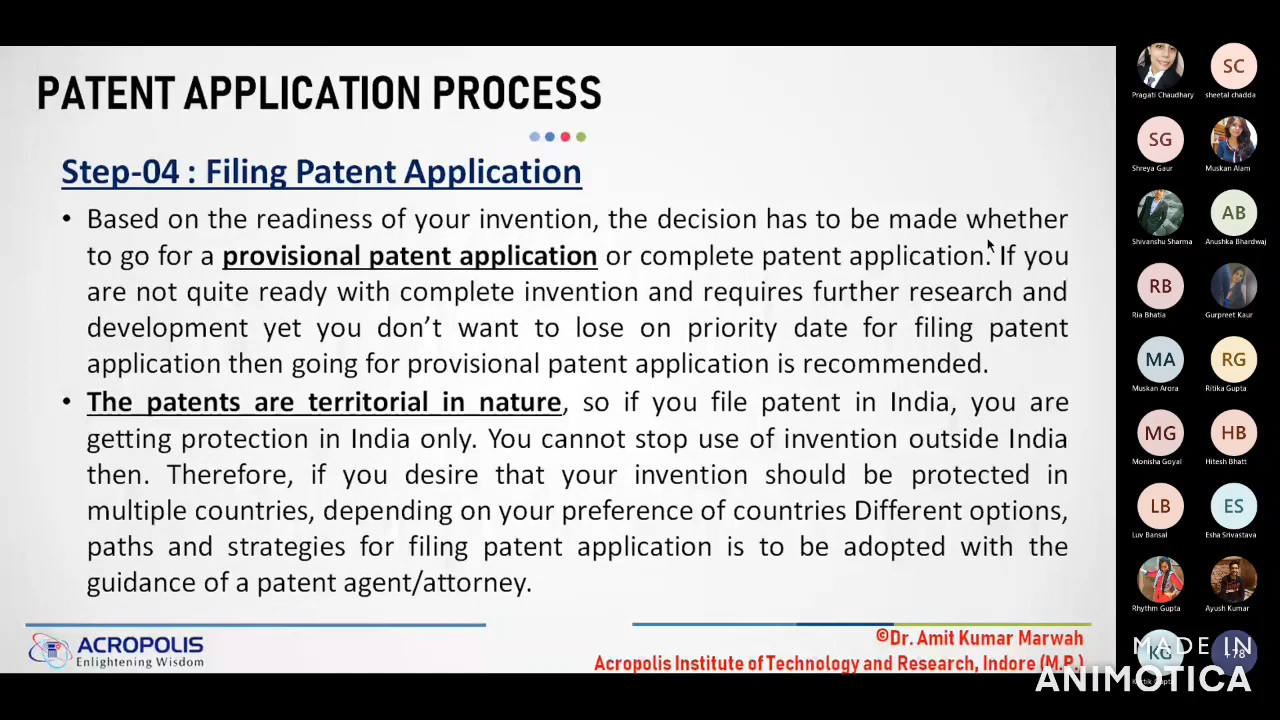 PATENT APPLICATION PROCESS
Step-04 : Filing Patent Application
• Based on the readiness of your invention, the decision has to be made whether
to go for a provisional patent application or complete patent application. If you
are not quite ready with complete invention and requires further research and
development yet you don’t want to lose on priority date for filing patent
application then going for provisional patent application is recommended.
• The patents are territorial in nature, so if you file patent in India, you are
getting protection in India only. You cannot stop use of invention outside India
then. Therefore, if you desire that your invention should be protected in
multiple countries, depending on your preference of countries Different options,
paths and strategies for filing patent application is to be adopted with the
guidance of a patent agent/attorney.
ACROPOLIS
Enlightening Wisdom
©Dr. Amit Kumar Marwah
Acropolis Institute of Technology and Research, Indore (M.P.)
Pragati Chaudhary
SC
sheetal chadda
SG
Shreya Gaur
Muskan Alam
Shivanshu Sharma
AB
Anushka Bhardwaj
RB
Ria Bhatia
Gurpreet Kaur
MA
Muskan Arora
RG
Ritika Gupta
MG
Monisha Goyal
HB
Hitesh Bhatt
LB
Luv Bansal
ES
Esha Srivastava
Rhythm Gupta
Ayush Kumar
KG
+78
MADE IN
ANIMOTICA